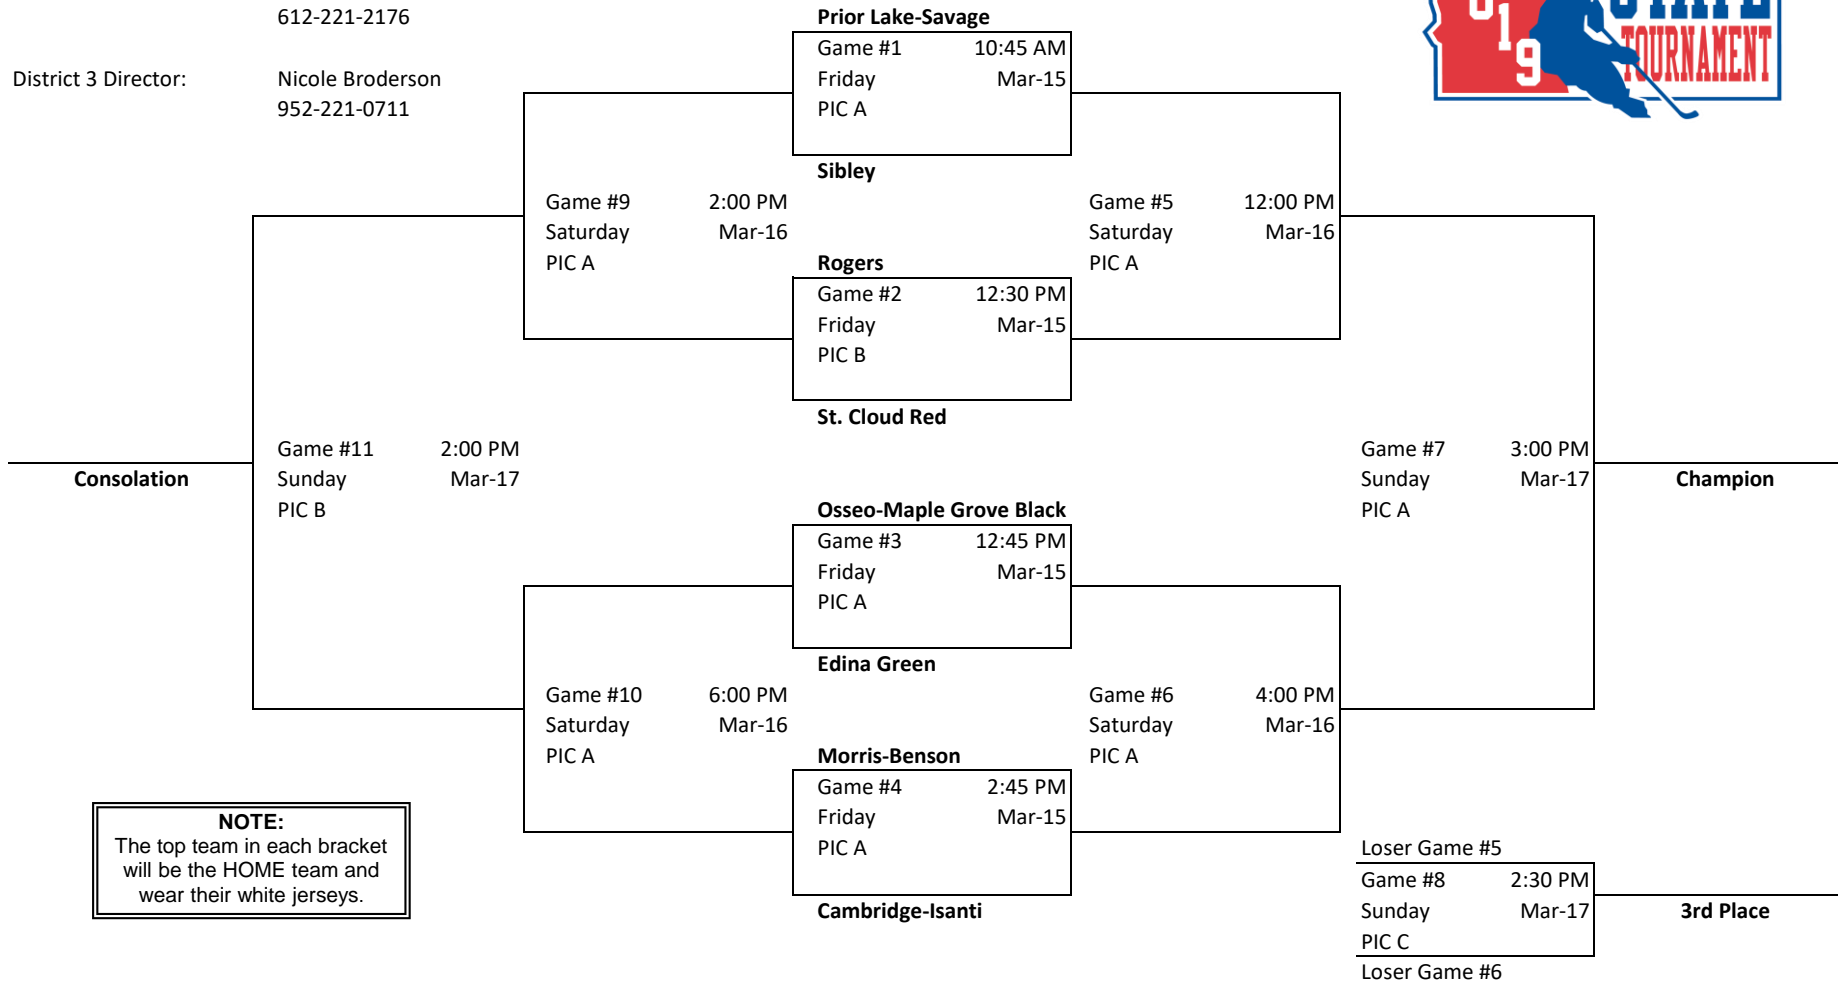 612-221-2176
District 3 Director: Nicole Broderson
952-221-0711
2019
STATE
TOURNAMENT
Prior Lake-Savage
Game #1 10:45 AM
Friday Mar-15
PIC A
Sibley
Game #9 2:00 PM
Saturday Mar-16
PIC A
Game #5 12:00 PM
Saturday Mar-16
PIC A
Rogers
Game #2 12:30 PM
Friday Mar-15
PIC B
St. Cloud Red
Game #11 2:00 PM
Sunday Mar-17
PIC B
Consolation
Game #7 3:00 PM
Sunday Mar-17
PIC A
Champion
Osseo-Maple Grove Black
Game #3 12:45 PM
Friday Mar-15
PIC A
Edina Green
Game #10 6:00 PM
Saturday Mar-16
PIC A
Game #6 4:00 PM
Saturday Mar-16
PIC A
Morris-Benson
Game #4 2:45 PM
Friday Mar-15
PIC A
Cambridge-Isanti
NOTE:
The top team in each bracket
will be the HOME team and
wear their white jerseys.
Loser Game #5
Game #8 2:30 PM
Sunday Mar-17
PIC C
3rd Place
Loser Game #6